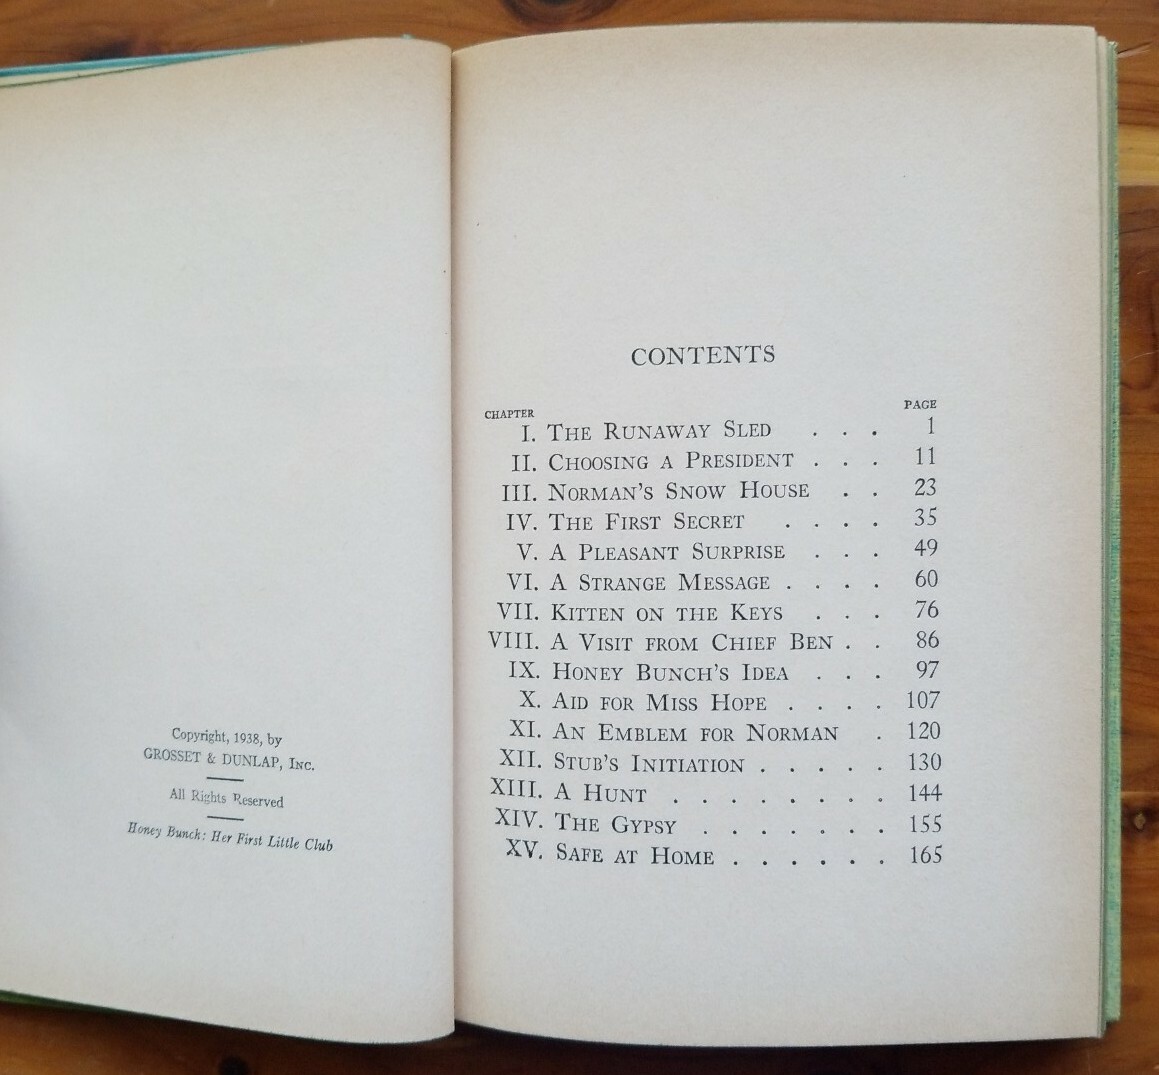 Copyright, 1938, by
GROSSET & DUNLAP, INC.
All Rights Reserved
Honey Bunch: Her First Little Club
CONTENTS
CHAPTER PAGE
I. THE RUNAWAY SLED . . . 1
II. CHOOSING A PRESIDENT . . . 11
III. NORMAN'S SNOW HOUSE . . 23
IV. THE FIRST SECRET . . . . 35
V. A PLEASANT SURPRISE . . . 49
VI. A STRANGE MESSAGE . . . . 60
VII. KITTEN ON THE KEYS . . . 76
VIII. A VISIT FROM CHIEF BEN . . 86
IX. HONEY BUNCH'S IDEA . . . 97
X. AID FOR MISS HOPE . . . . 107
XI. AN EMBLEM FOR NORMAN . 120
XII. STUB'S INITIATION . . . . . 130
XIII. A HUNT . . . . . . . . 144
XIV. THE GYPSY . . . . . . . 155
XV. SAFE AT HOME . . . . . . 165